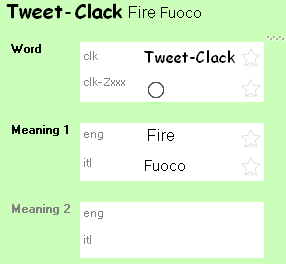 Tweet-Clack Fire Fuoco
Word
clk Tweet-Clack
clk-Zxxx
Meaning 1
eng Fire
itl Fuoco
Meaning 2
eng
itl